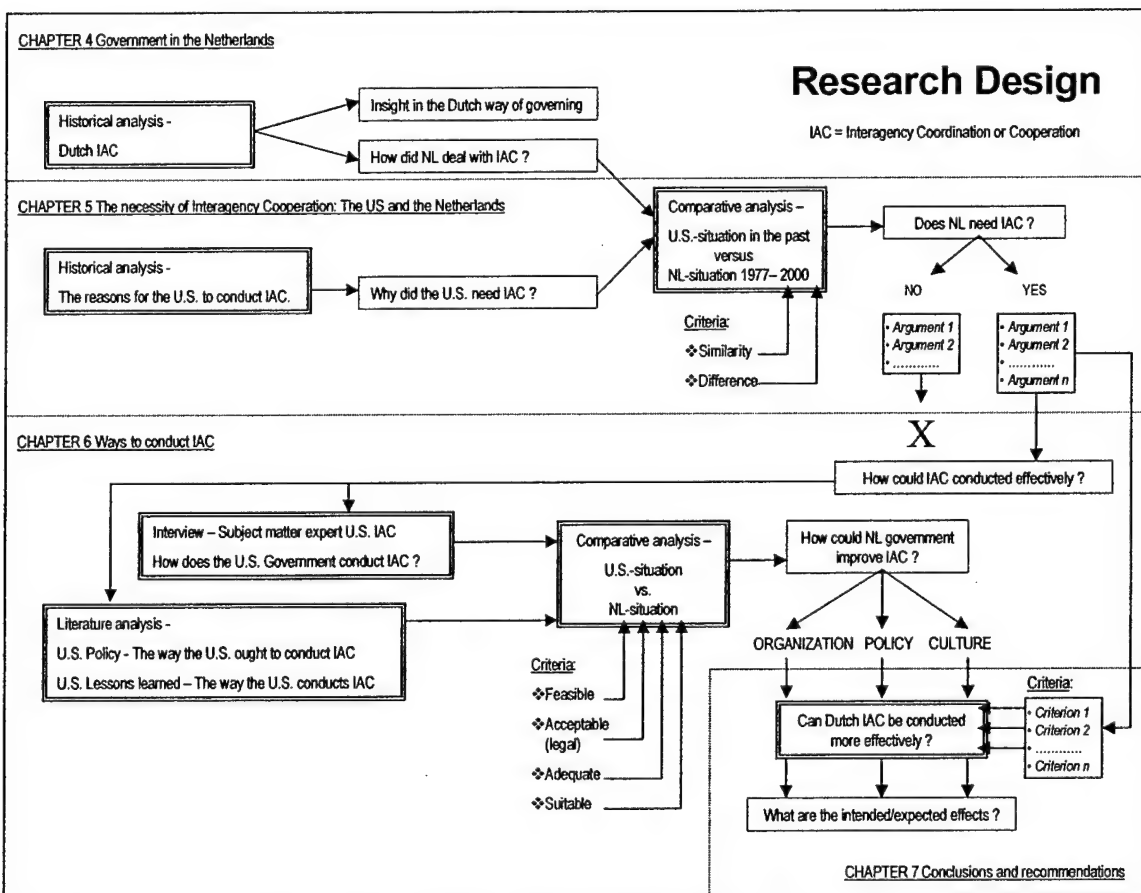 CHAPTER 4 Government in the Netherlands
Research Design
IAC = Interagency Coordination or Cooperation
Historical analysis -
Dutch IAC
Insight in the Dutch way of governing
How did NL deal with IAC ?
CHAPTER 5 The necessity of Interagency Cooperation: The US and the Netherlands
Historical analysis -
The reasons for the U.S. to conduct IAC.
Why did the U.S. need IAC ?
Comparative analysis –
U.S.-situation in the past
versus
NL-situation 1977– 2000
Criteria:
❖Similarity
❖Difference
Does NL need IAC ?
NO
YES
• Argument 1
• Argument 2
• ............
• Argument 1
• Argument 2
• ............
• Argument n
X
CHAPTER 6 Ways to conduct IAC
How could IAC conducted effectively ?
Interview – Subject matter expert U.S. IAC
How does the U.S. Government conduct IAC ?
Literature analysis -
U.S. Policy - The way the U.S. ought to conduct IAC
U.S. Lessons learned – The way the U.S. conducts IAC
Comparative analysis –
U.S.-situation
vs.
NL-situation
Criteria:
❖Feasible
❖Acceptable
(legal)
❖Adequate
❖Suitable
How could NL government
improve IAC ?
ORGANIZATION POLICY CULTURE
Can Dutch IAC be conducted
more effectively ?
Criteria:
• Criterion 1
• Criterion 2
• ............
• Criterion n
What are the intended/expected effects ?
CHAPTER 7 Conclusions and recommendations